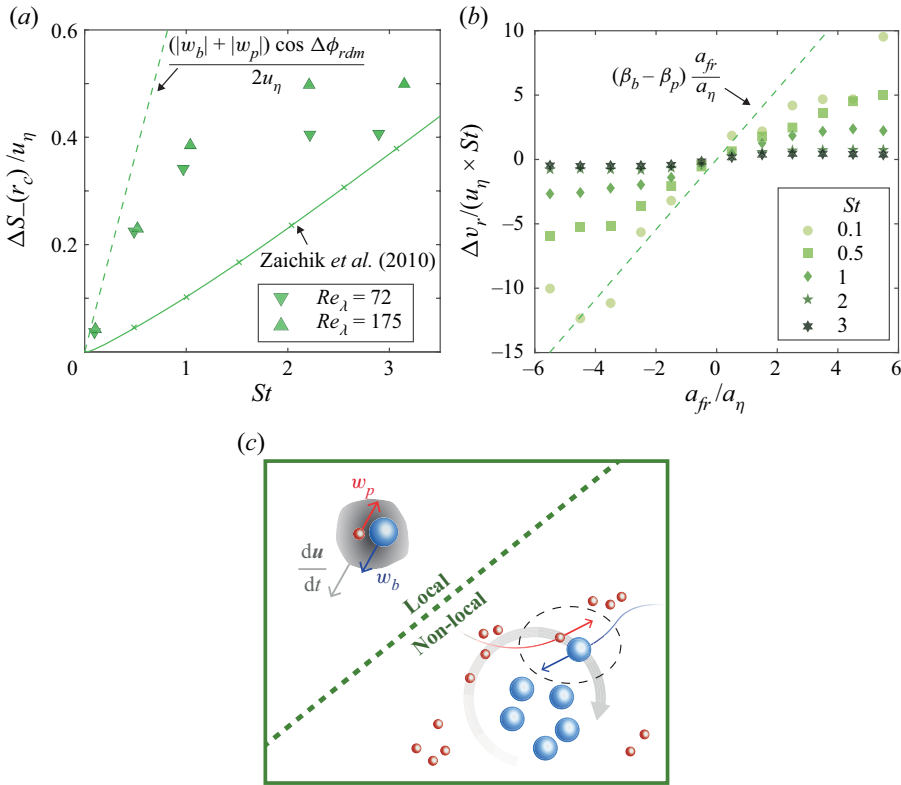 (a)
0.6
0.4
0.2
0
ΔS₋(r_c)/u_η
(|w_b| + |w_p|) cos Δϕ_rdm
2u_η
Zaichik et al. (2010)
Re_λ = 72
Re_λ = 175
0 1 2 3
St
(b)
10
5
0
−5
−10
−15
Δv_r/(u_η × St)
(β_b − β_p) a_fr
a_η
St
0.1
0.5
1
2
3
−6 −4 −2 0 2 4 6
a_fr/a_η
(c)
w_p
du
dt
w_b
Local
Non-local